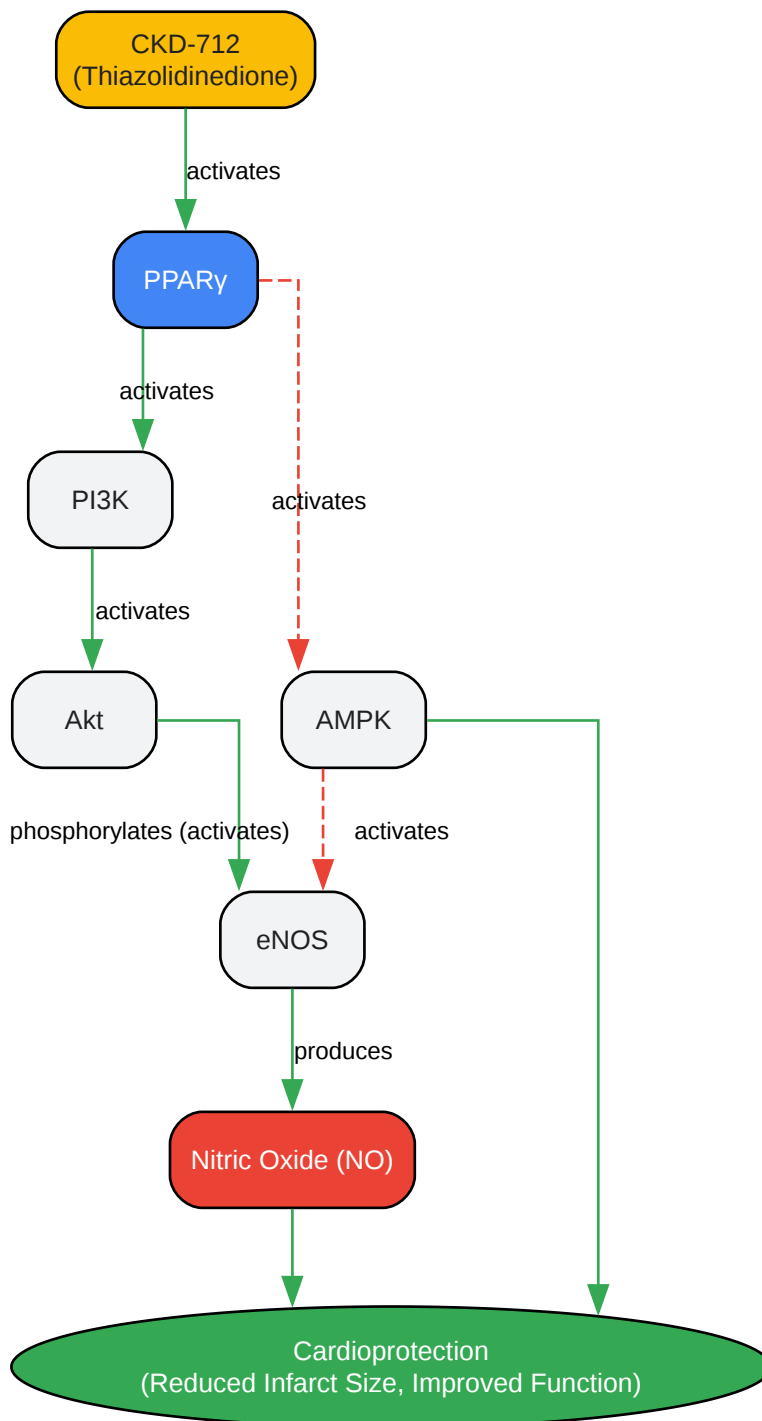 CKD-712
(Thiazolidinedione)
activates
PPARγ
activates
PI3K
activates
activates
Akt
AMPK
phosphorylates (activates)
activates
eNOS
produces
Nitric Oxide (NO)
Cardioprotection
(Reduced Infarct Size, Improved Function)